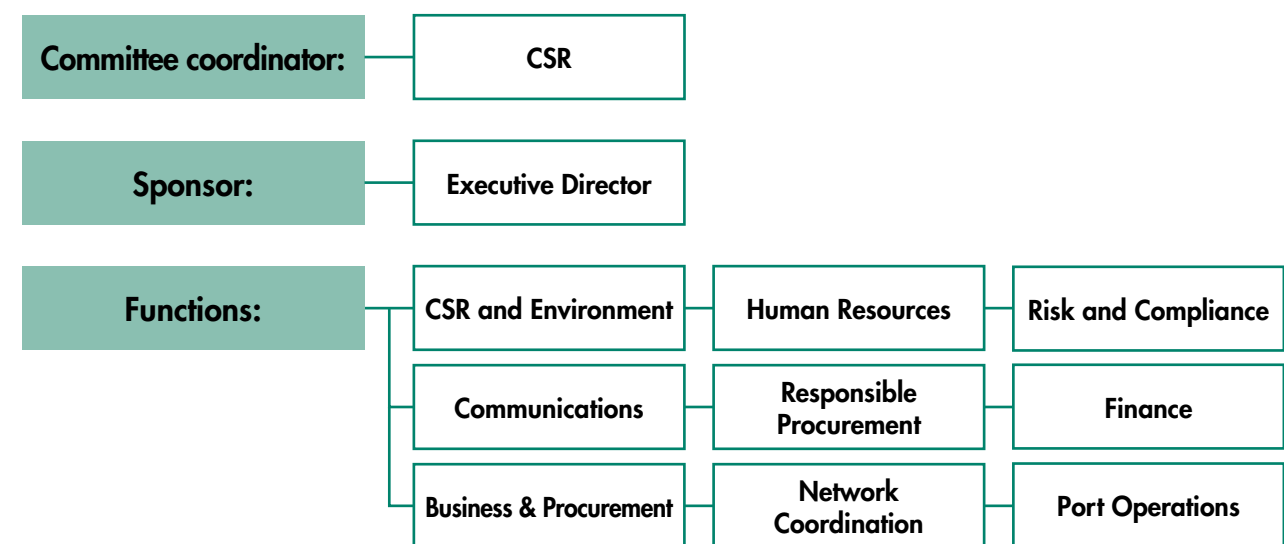 Committee coordinator:
CSR
Sponsor:
Executive Director
Functions:
CSR and Environment
Human Resources
Risk and Compliance
Communications
Responsible
Procurement
Finance
Business & Procurement
Network
Coordination
Port Operations